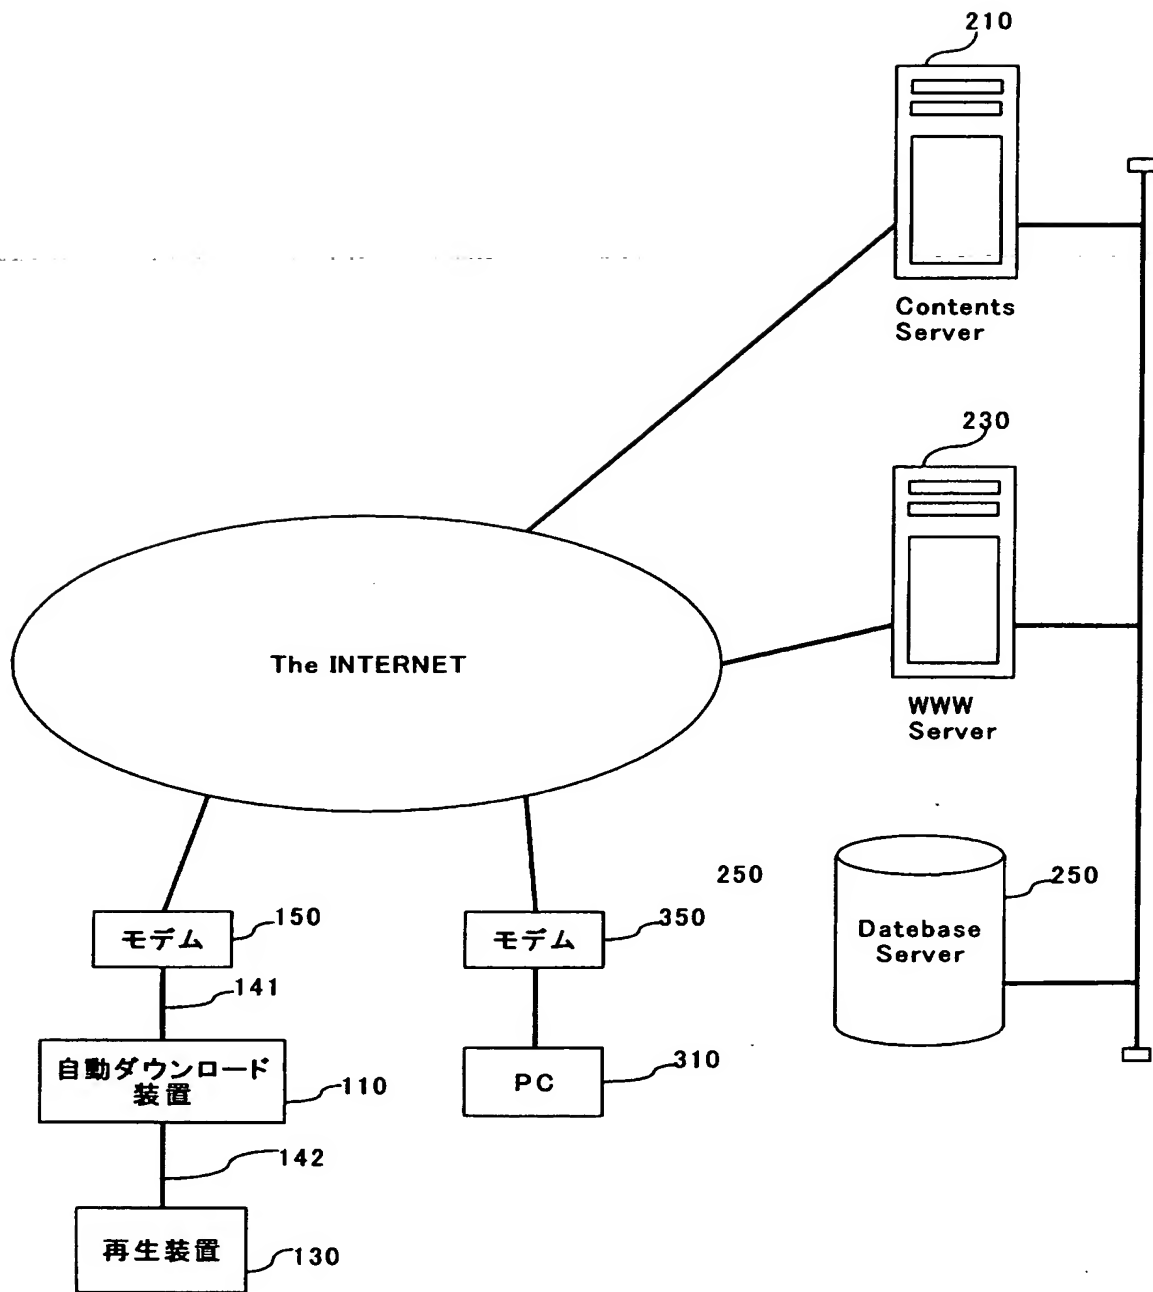 210
Contents
Server
230
The INTERNET
WWW
Server
250
250
Datebase
Server
150
モデム
350
モデム
141
自動ダウンロード
装置
110
PC
310
142
再生装置
130